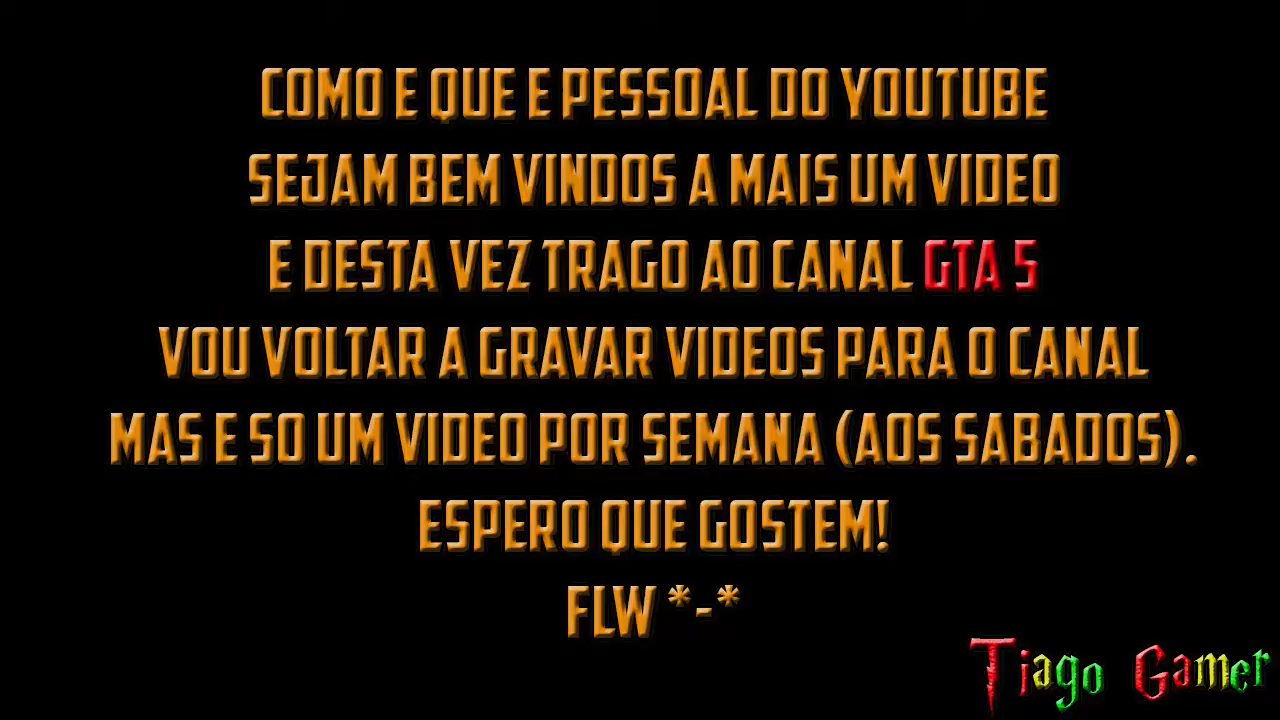 COMO E QUE E PESSOAL DO YOUTUBE
SEJAM BEM VINDOS A MAIS UM VIDEO
E DESTA VEZ TRAGO AO CANAL GTA 5
VOU VOLTAR A GRAVAR VIDEOS PARA O CANAL
MAS E SO UM VIDEO POR SEMANA (AOS SABADOS).
ESPERO QUE GOSTEM!
FLW *-*
Tiago Gamer